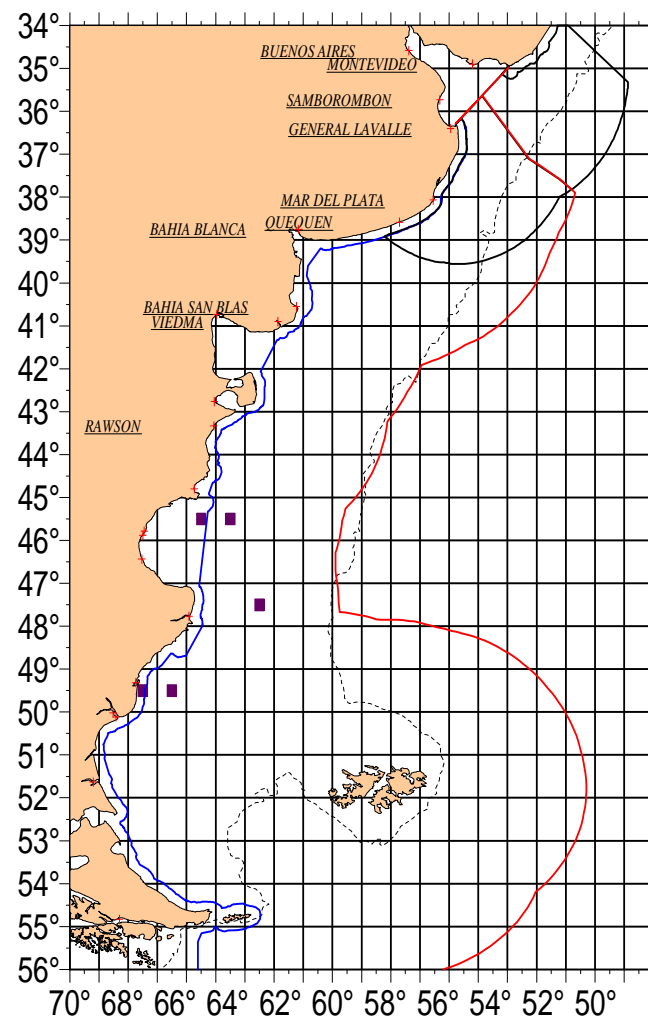 34°
BUENOS AIRES
MONTEVIDEO
35°
SAMBOROMBON
36°
GENERAL LAVALLE
37°
38°
MAR DEL PLATA
QUEQUEN
BAHIA BLANCA
39°
40°
BAHIA SAN BLAS
VIEDMA
41°
42°
43°
RAWSON
44°
45°
46°
47°
48°
49°
50°
51°
52°
53°
54°
55°
56°
70° 68° 66° 64° 62° 60° 58° 56° 54° 52° 50°